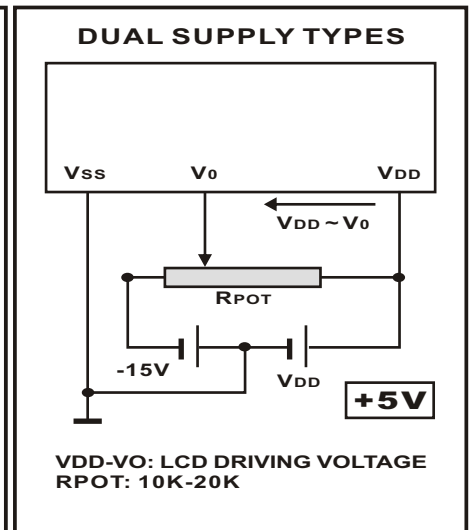 DUAL SUPPLY TYPES
VSS V0 VDD
VDD ~ V0
RPOT
-15V VDD
+5V
VDD-VO: LCD DRIVING VOLTAGE
RPOT: 10K-20K